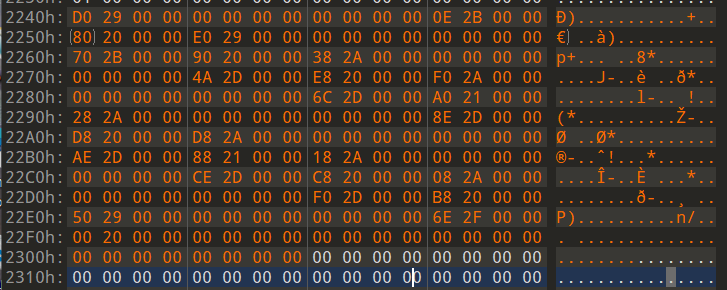 2240h: D0 29 00 00 00 00 00 00 00 00 00 00 0E 2B 00 00 Ð)...........+..
2250h: 80 20 00 00 E0 29 00 00 00 00 00 00 00 00 00 00 € ..à)..........
2260h: 70 2B 00 00 90 20 00 00 38 2A 00 00 00 00 00 00 p+... ..8*......
2270h: 00 00 00 00 4A 2D 00 00 E8 20 00 00 F0 2A 00 00 ....J-..è ..ð*..
2280h: 00 00 00 00 00 00 00 00 6C 2D 00 00 A0 21 00 00 ........l-.. !..
2290h: 28 2A 00 00 00 00 00 00 00 00 00 00 8E 2D 00 00 (*..........Ž-..
22A0h: D8 20 00 00 D8 2A 00 00 00 00 00 00 00 00 00 00 Ø ..Ø*..........
22B0h: AE 2D 00 00 88 21 00 00 18 2A 00 00 00 00 00 00 ®-..ˆ!...*......
22C0h: 00 00 00 00 CE 2D 00 00 C8 20 00 00 08 2A 00 00 ....Î-..È ...*..
22D0h: 00 00 00 00 00 00 00 00 F0 2D 00 00 B8 20 00 00 ........ð-..¸ ..
22E0h: 50 29 00 00 00 00 00 00 00 00 00 00 6E 2F 00 00 P)..........n/..
22F0h: 00 20 00 00 00 00 00 00 00 00 00 00 00 00 00 00 . ..............
2300h: 00 00 00 00 00 00 00 00 00 00 00 00 00 00 00 00 ................
2310h: 00 00 00 00 00 00 00 00 00 00 00 00 00 00 00 00 ................